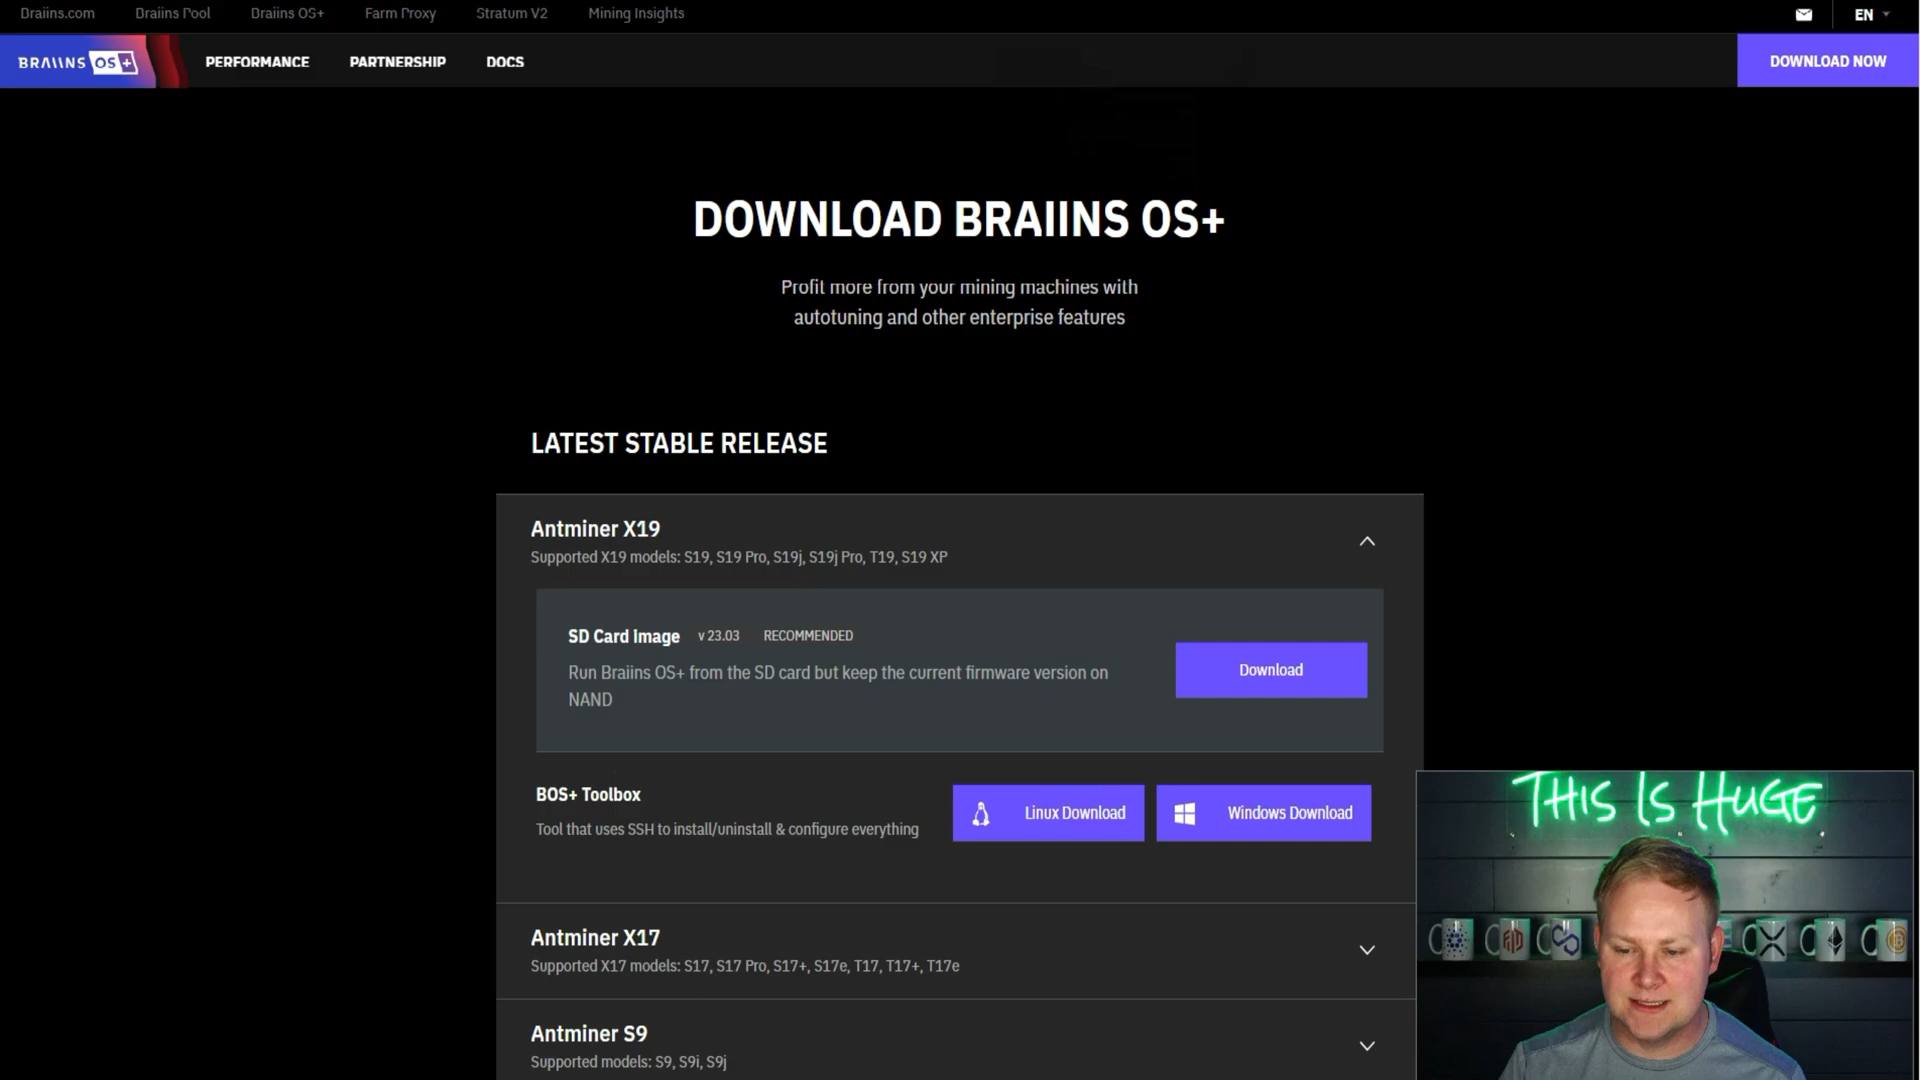 Braiins.com Braiins Pool Braiins OS+ Farm Proxy Stratum V2 Mining Insights EN
BRAIINS OS+ PERFORMANCE PARTNERSHIP DOCS DOWNLOAD NOW
DOWNLOAD BRAIINS OS+
Profit more from your mining machines with
autotuning and other enterprise features
LATEST STABLE RELEASE
Antminer X19
Supported X19 models: S19, S19 Pro, S19j, S19j Pro, T19, S19 XP
SD Card image v 23.03 RECOMMENDED
Run Braiins OS+ from the SD card but keep the current firmware version on
NAND
Download
BOS+ Toolbox
Tool that uses SSH to install/uninstall & configure everything
Linux Download
Windows Download
Antminer X17
Supported X17 models: S17, S17 Pro, S17+, S17e, T17, T17+, T17e
Antminer S9
Supported models: S9, S9i, S9j
THIS IS HUGE